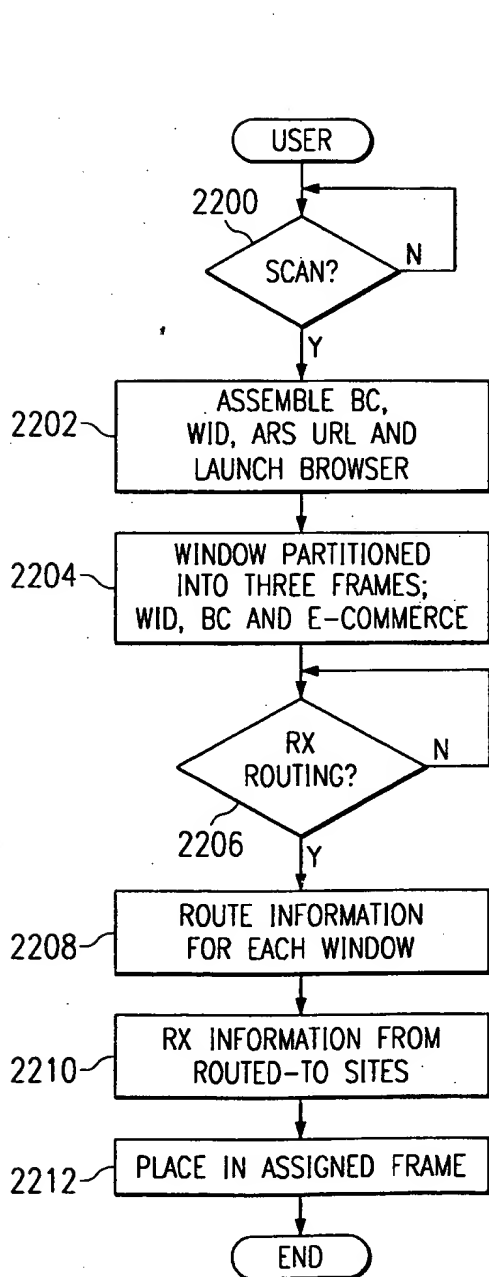 USER
2200
SCAN?
N
Y
2202
ASSEMBLE BC,
WID, ARS URL AND
LAUNCH BROWSER
2204
WINDOW PARTITIONED
INTO THREE FRAMES;
WID, BC AND E-COMMERCE
RX
ROUTING?
N
2206
Y
2208
ROUTE INFORMATION
FOR EACH WINDOW
2210
RX INFORMATION FROM
ROUTED-TO SITES
2212
PLACE IN ASSIGNED FRAME
END